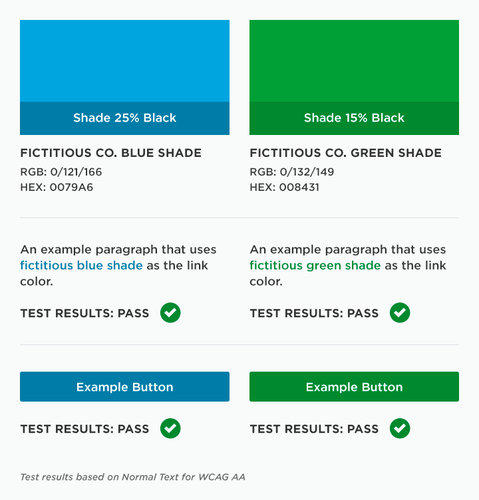 Shade 25% Black
Shade 15% Black
FICTITIOUS CO. BLUE SHADE
RGB: 0/121/166
HEX: 0079A6
FICTITIOUS CO. GREEN SHADE
RGB: 0/132/149
HEX: 008431
An example paragraph that uses
fictitious blue shade as the link
color.
TEST RESULTS: PASS
An example paragraph that uses
fictitious green shade as the link
color.
TEST RESULTS: PASS
Example Button
TEST RESULTS: PASS
Example Button
TEST RESULTS: PASS
Test results based on Normal Text for WCAG AA